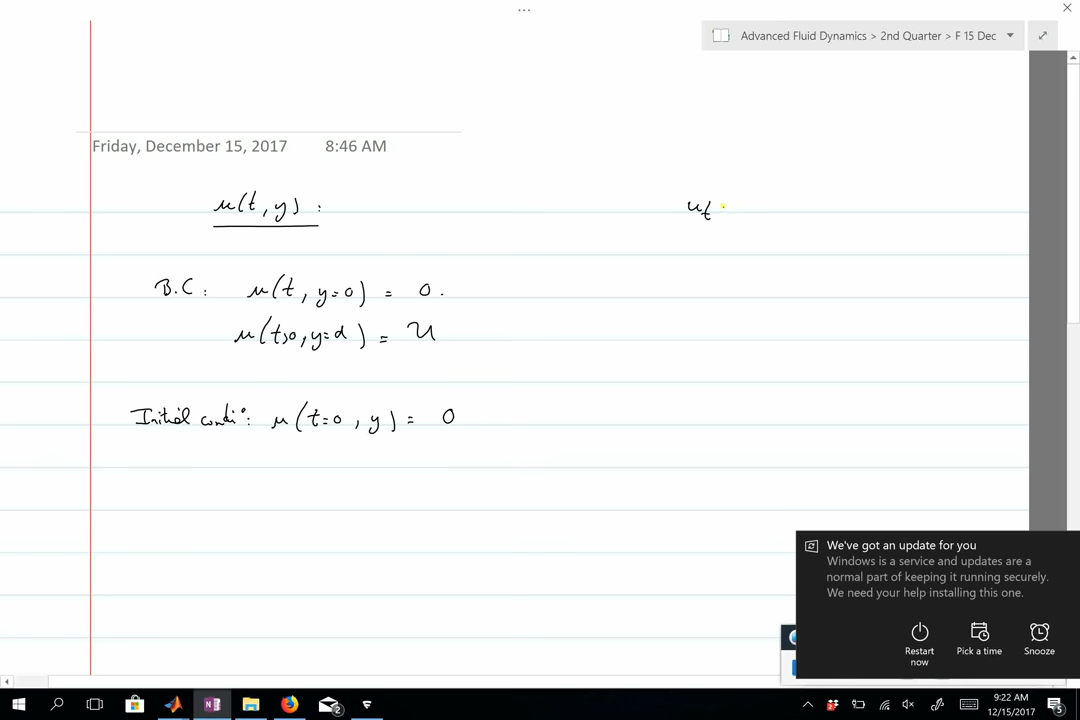 Advanced Fluid Dynamics > 2nd Quarter > F 15 Dec
Friday, December 15, 2017 8:46 AM
u(t, y) :
u_t
B.C: u(t, y=0) = 0.
u(t>0, y=d) = U
Initial condi°: u(t=0, y) = 0
We've got an update for you
Windows is a service and updates are a
normal part of keeping it running securely.
We need your help installing this one.
Restart now
Pick a time
Snooze
9:22 AM
12/15/2017